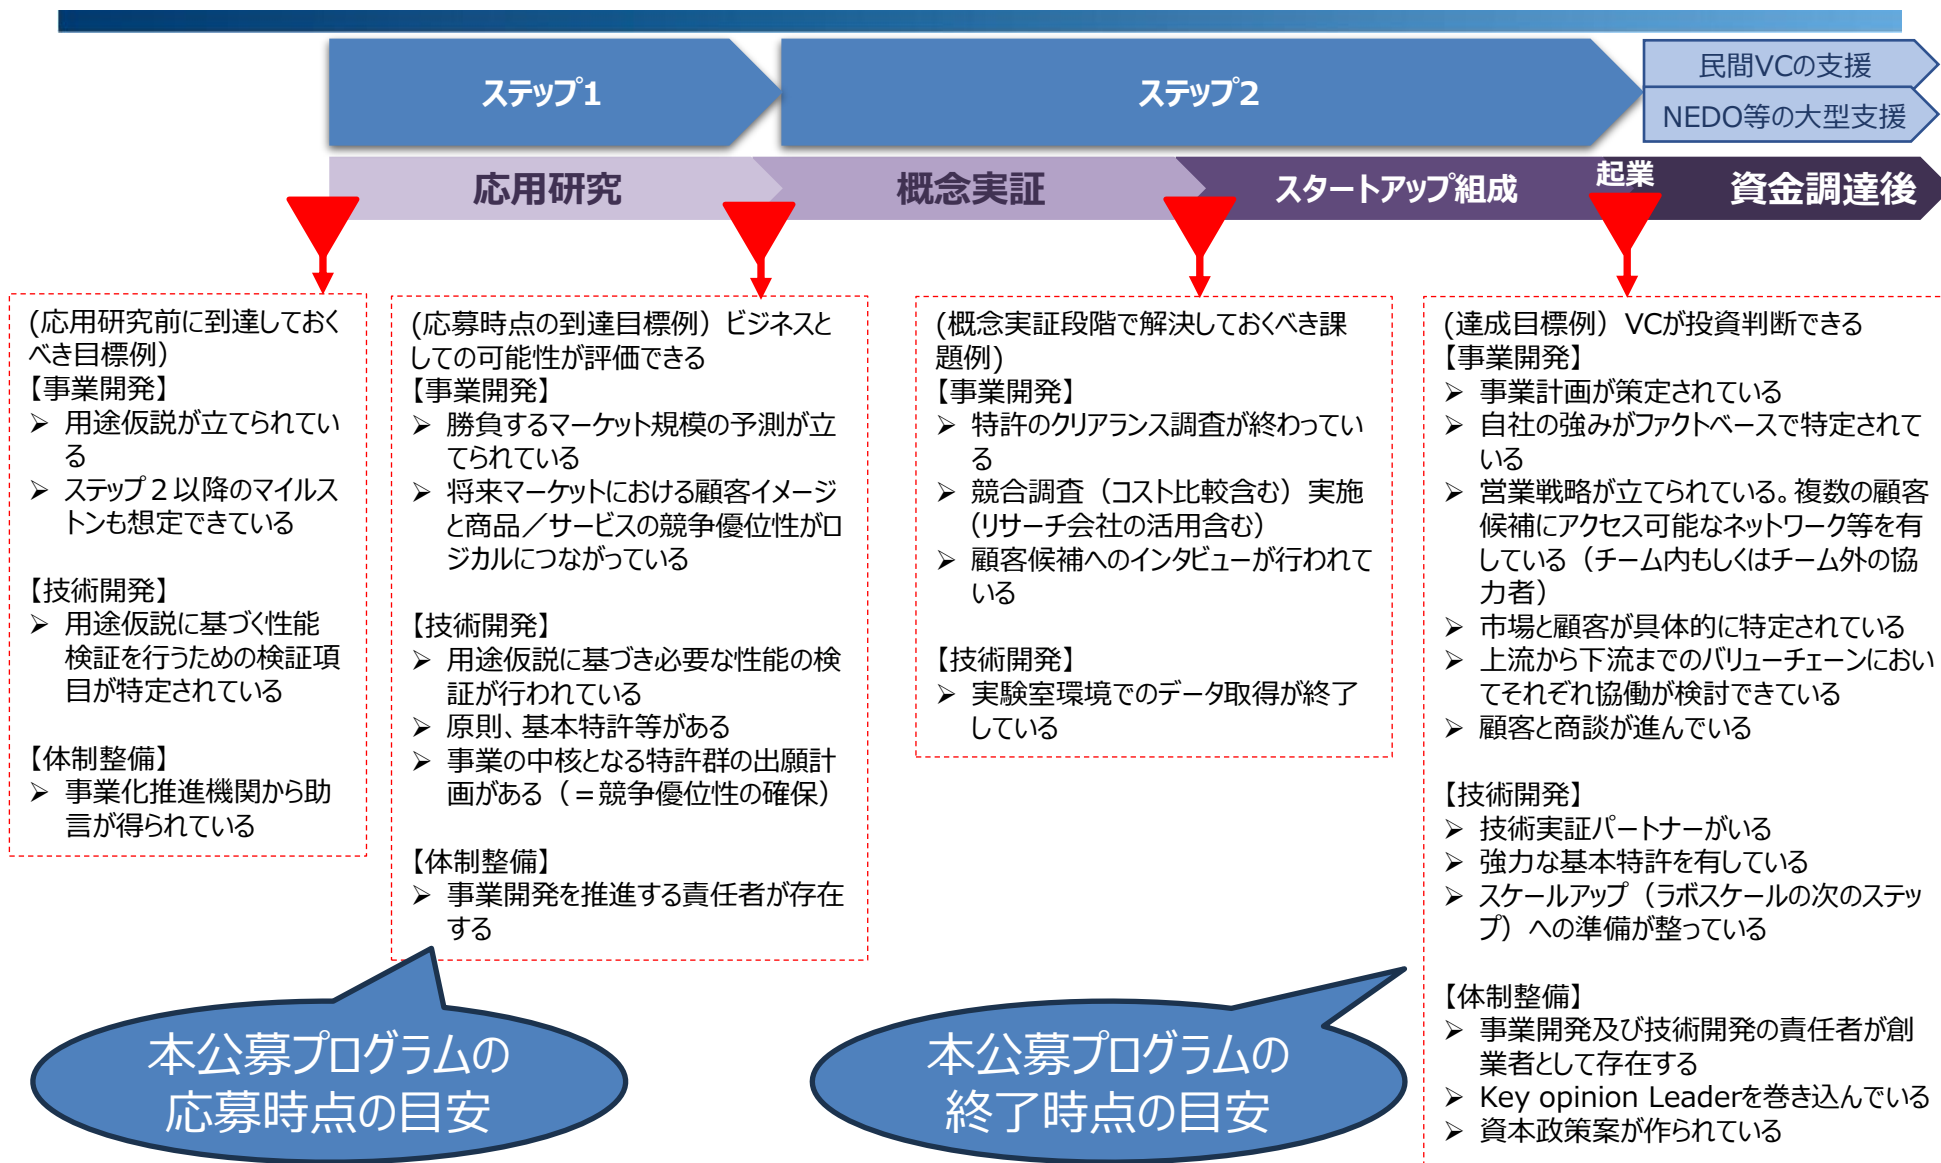 ステップ1
ステップ2
民間VCの支援
NEDO等の大型支援
応用研究
概念実証
スタートアップ組成
起業
資金調達後
(応用研究前に到達しておく
べき目標例)
【事業開発】
➢ 用途仮説が立てられてい
る
➢ ステップ２以降のマイルス
トンも想定できている
【技術開発】
➢ 用途仮説に基づく性能
検証を行うための検証項
目が特定されている
【体制整備】
➢ 事業化推進機関から助
言が得られている
(応募時点の到達目標例）ビジネスと
しての可能性が評価できる
【事業開発】
➢ 勝負するマーケット規模の予測が立
てられている
➢ 将来マーケットにおける顧客イメージ
と商品／サービスの競争優位性がロ
ジカルにつながっている
【技術開発】
➢ 用途仮説に基づき必要な性能の検
証が行われている
➢ 原則、基本特許等がある
➢ 事業の中核となる特許群の出願計
画がある（＝競争優位性の確保）
【体制整備】
➢ 事業開発を推進する責任者が存在
する
(概念実証段階で解決しておくべき課
題例)
【事業開発】
➢ 特許のクリアランス調査が終わってい
る
➢ 競合調査（コスト比較含む）実施
（リサーチ会社の活用含む）
➢ 顧客候補へのインタビューが行われて
いる
【技術開発】
➢ 実験室環境でのデータ取得が終了
している
(達成目標例）VCが投資判断できる
【事業開発】
➢ 事業計画が策定されている
➢ 自社の強みがファクトベースで特定されて
いる
➢ 営業戦略が立てられている。複数の顧客
候補にアクセス可能なネットワーク等を有
している（チーム内もしくはチーム外の協
力者）
➢ 市場と顧客が具体的に特定されている
➢ 上流から下流までのバリューチェーンにおい
てそれぞれ協働が検討できている
➢ 顧客と商談が進んでいる
【技術開発】
➢ 技術実証パートナーがいる
➢ 強力な基本特許を有している
➢ スケールアップ（ラボスケールの次のステッ
プ）への準備が整っている
【体制整備】
➢ 事業開発及び技術開発の責任者が創
業者として存在する
➢ Key opinion Leaderを巻き込んでいる
➢ 資本政策案が作られている
本公募プログラムの
応募時点の目安
本公募プログラムの
終了時点の目安